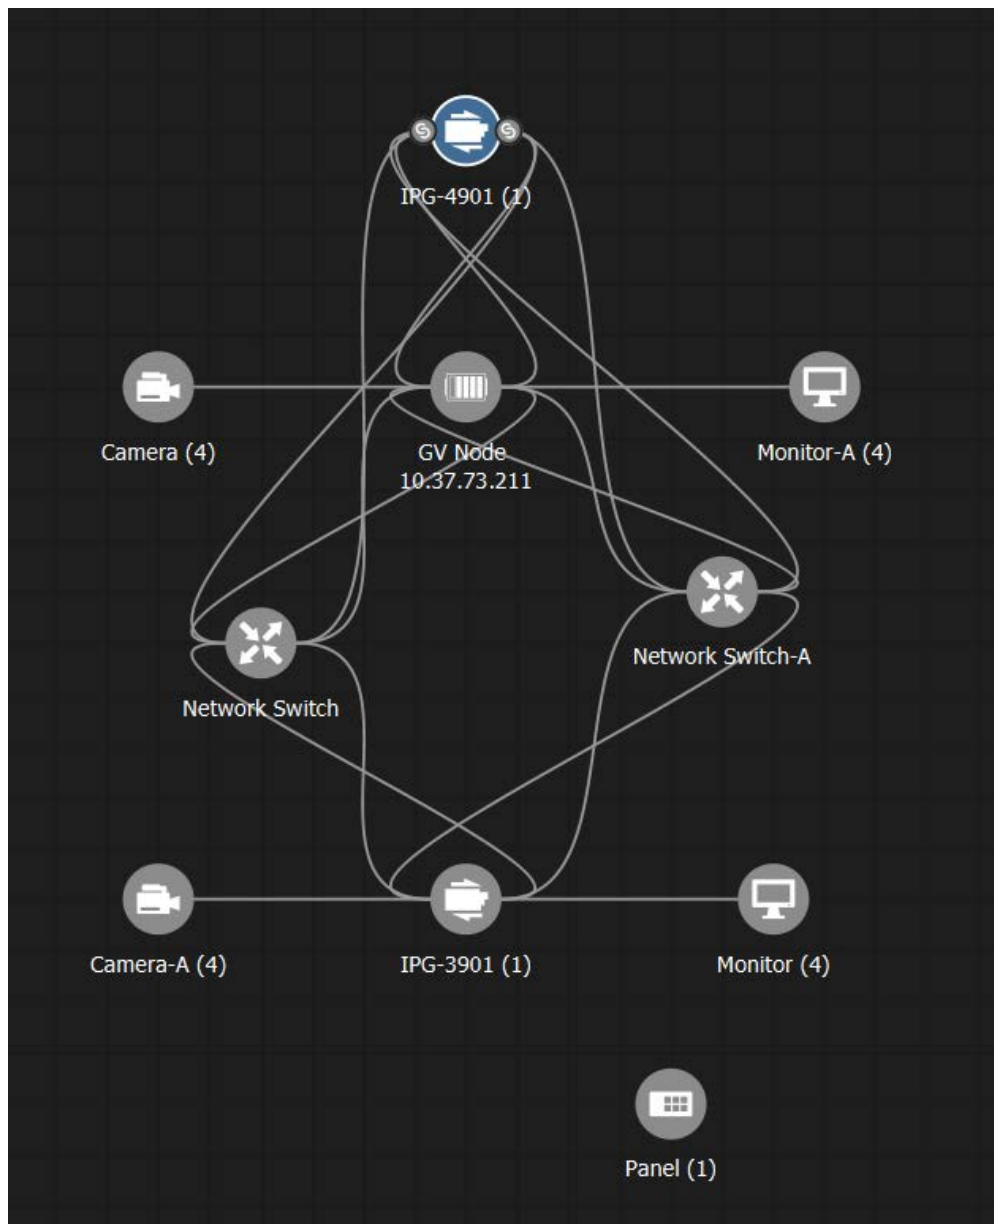 IPG-4901 (1)
Camera (4)
GV Node
10.37.73.211
Monitor-A (4)
Network Switch-A
Network Switch
Camera-A (4)
IPG-3901 (1)
Monitor (4)
Panel (1)